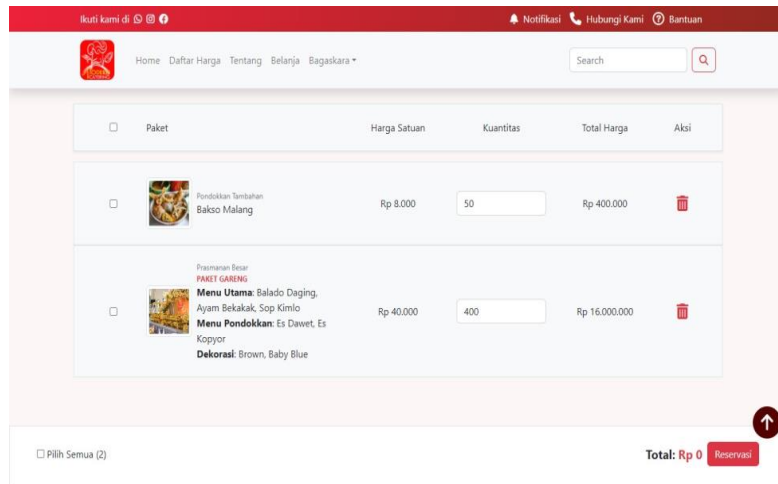 Ikuti kami di
Notifikasi Hubungi Kami Bantuan
Home Daftar Harga Tentang Belanja Bagaskara
Search
Paket Harga Satuan Kuantitas Total Harga Aksi
Pondokkan Tambahan
Bakso Malang
Rp 8.000 50 Rp 400.000
Prasmanan Besar
PAKET GARENG
Menu Utama: Balado Daging,
Ayam Bekakak, Sop Kimlo
Menu Pondokkan: Es Dawet, Es
Kopyor
Dekorasi: Brown, Baby Blue
Rp 40.000 400 Rp 16.000.000
Pilih Semua (2)
Total: Rp 0 Reservasi